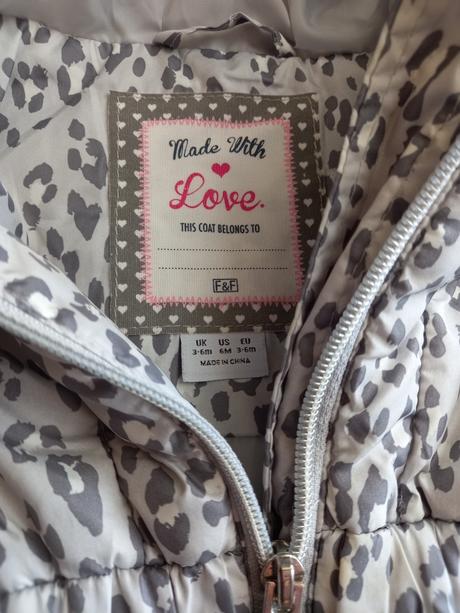 Made With
Love.
THIS COAT BELONGS TO
F&F
UK US EU
3-6m 6M 3-6m
MADE IN CHINA